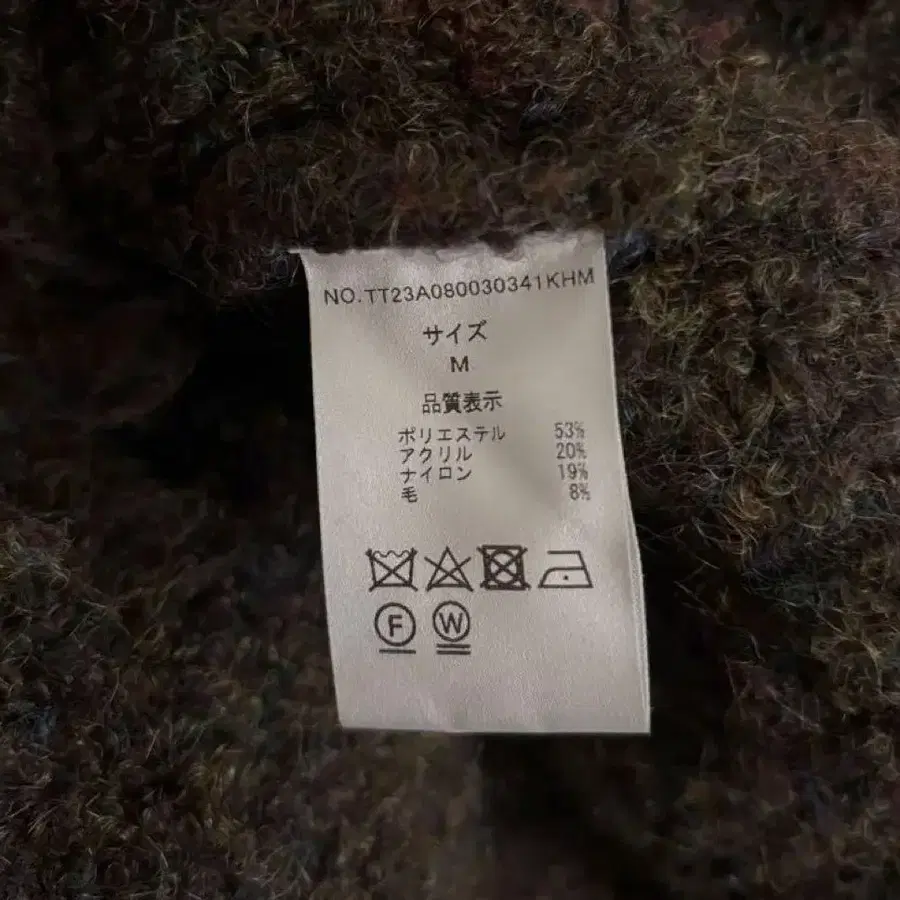 NO.TT23A080030341KHM
サイズ
M
品質表示
ポリエステル 53%
アクリル 20%
ナイロン 19%
毛 8%
F W